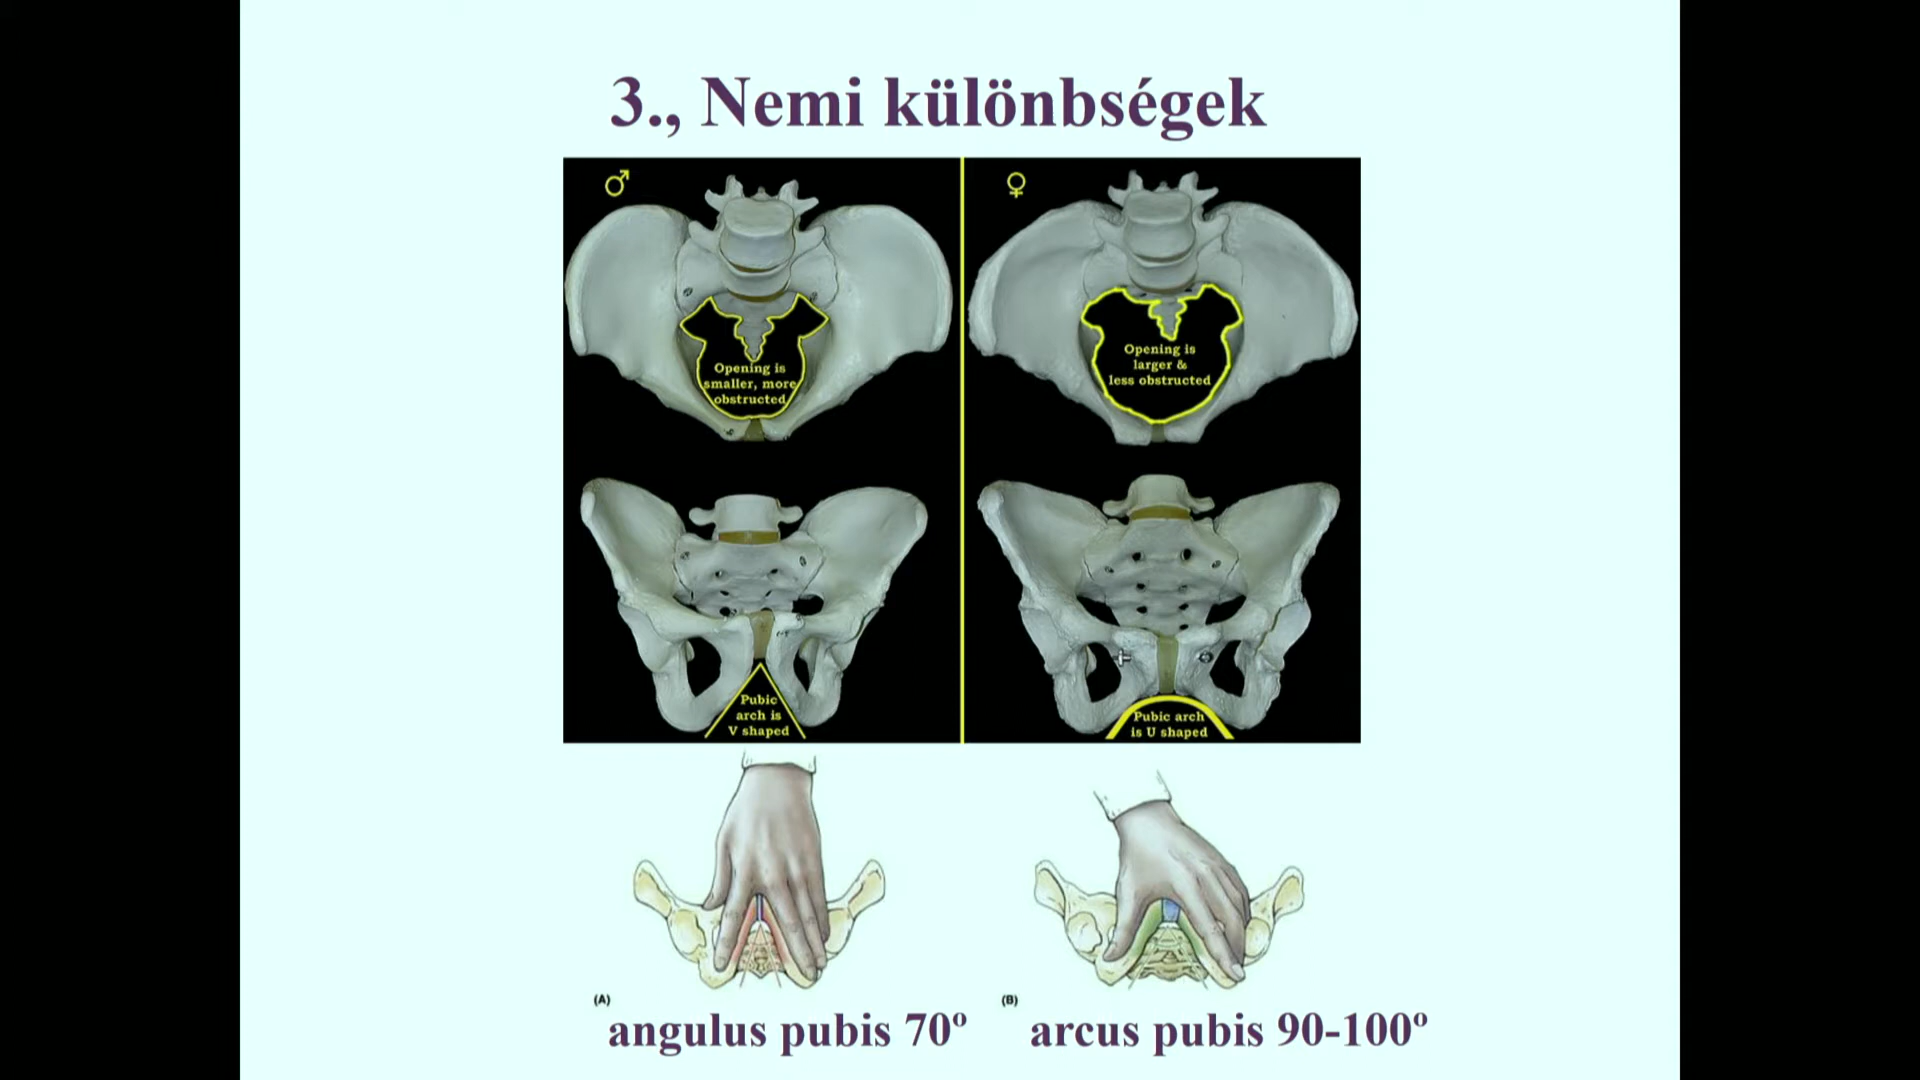 3., Nemi különbségek
♂
♀
Opening is
smaller, more
obstructed
Opening is
larger &
less obstructed
Pubic
arch is
V shaped
Pubic arch
is U shaped
(A)
angulus pubis 70º
(B)
arcus pubis 90-100º